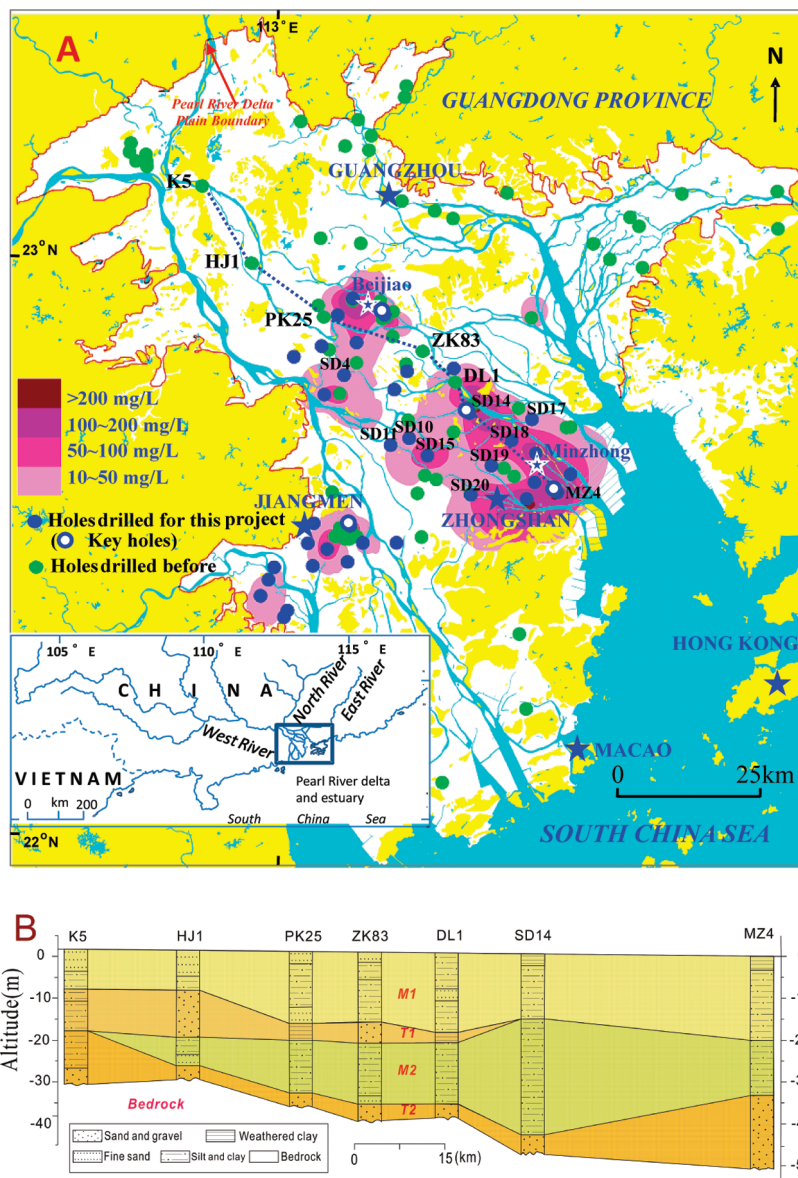 A
113°E
N
Pearl River Delta
Plain Boundary
GUANGDONG PROVINCE
GUANGZHOU
K5
23°N
HJ1
Beijiao
PK25
ZK83
SD4
DL1
>200 mg/L
100~200 mg/L
50~100 mg/L
10~50 mg/L
SD14
SD17
SD10
SD11
SD18
SD15
Minzhong
SD19
SD20
MZ4
JIANGMEN
ZHONGSHAN
Holes drilled for this project
( Key holes)
Holes drilled before
HONG KONG
MACAO
0 25km
SOUTH CHINA SEA
22°N
105°E 110°E 115°E
CHINA
North River
East River
West River
VIETNAM
0 km 200
Pearl River delta
and estuary
South China Sea
B
K5 HJ1 PK25 ZK83 DL1 SD14 MZ4
Altitude(m)
0
-10
-20
-30
-40
M1
T1
M2
T2
Bedrock
Sand and gravel Weathered clay
Fine sand Silt and clay Bedrock
0 15 (km)